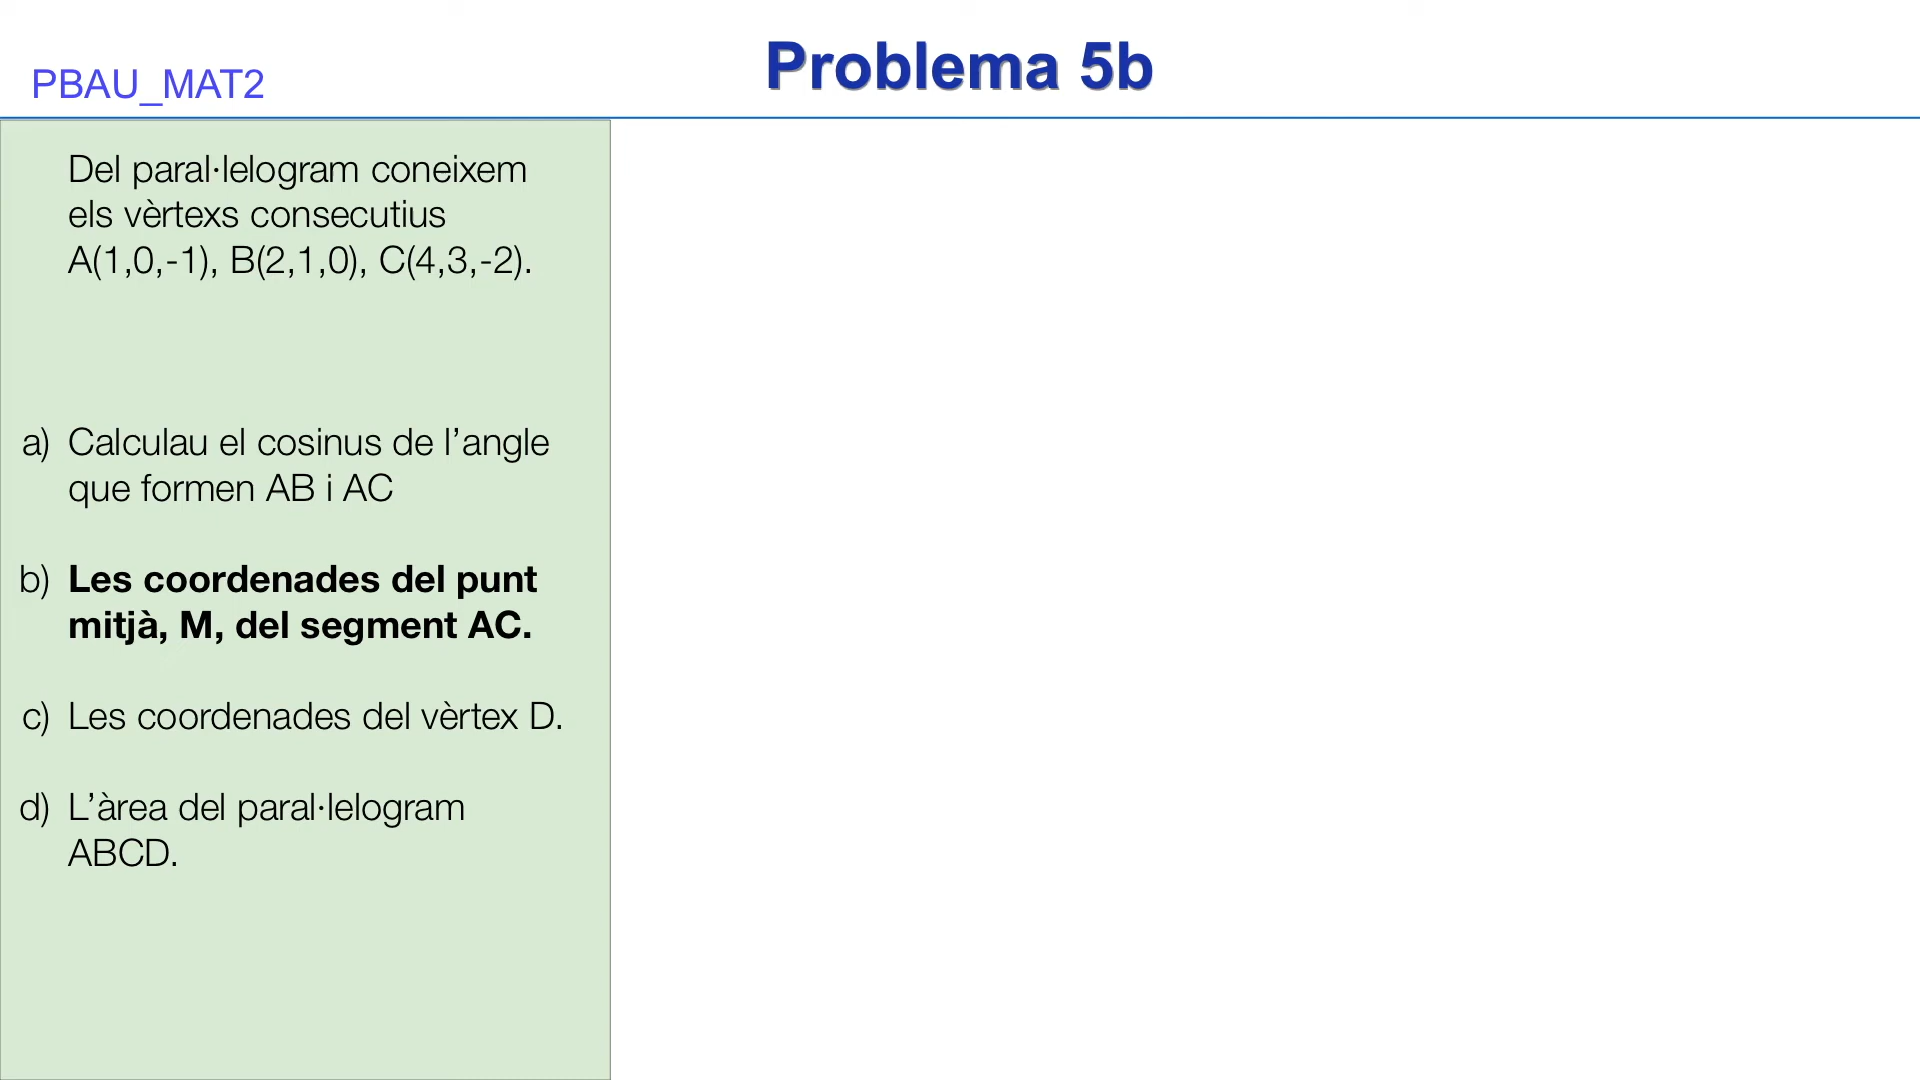 PBAU_MAT2
Problema 5b
Del paral·lelogram coneixem
els vèrtexs consecutius
A(1,0,-1), B(2,1,0), C(4,3,-2).
a) Calculau el cosinus de l’angle
que formen AB i AC
b) Les coordenades del punt
mitjà, M, del segment AC.
c) Les coordenades del vèrtex D.
d) L’àrea del paral·lelogram
ABCD.